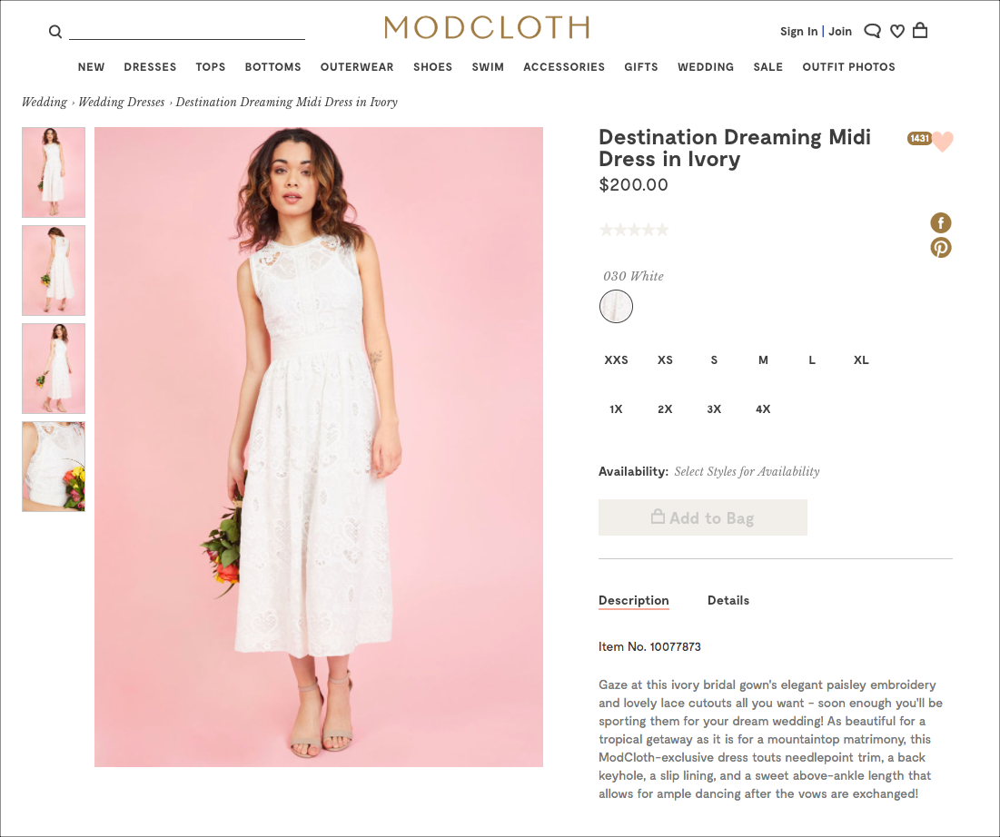 MODCLOTH
Sign In | Join
NEW DRESSES TOPS BOTTOMS OUTERWEAR SHOES SWIM ACCESSORIES GIFTS WEDDING SALE OUTFIT PHOTOS
Wedding › Wedding Dresses › Destination Dreaming Midi Dress in Ivory
Destination Dreaming Midi
Dress in Ivory
1431
$200.00
f
030 White
XXS XS S M L XL
1X 2X 3X 4X
Availability: Select Styles for Availability
Add to Bag
Description Details
Item No. 10077873
Gaze at this ivory bridal gown's elegant paisley embroidery
and lovely lace cutouts all you want - soon enough you'll be
sporting them for your dream wedding! As beautiful for a
tropical getaway as it is for a mountaintop matrimony, this
ModCloth-exclusive dress touts needlepoint trim, a back
keyhole, a slip lining, and a sweet above-ankle length that
allows for ample dancing after the vows are exchanged!